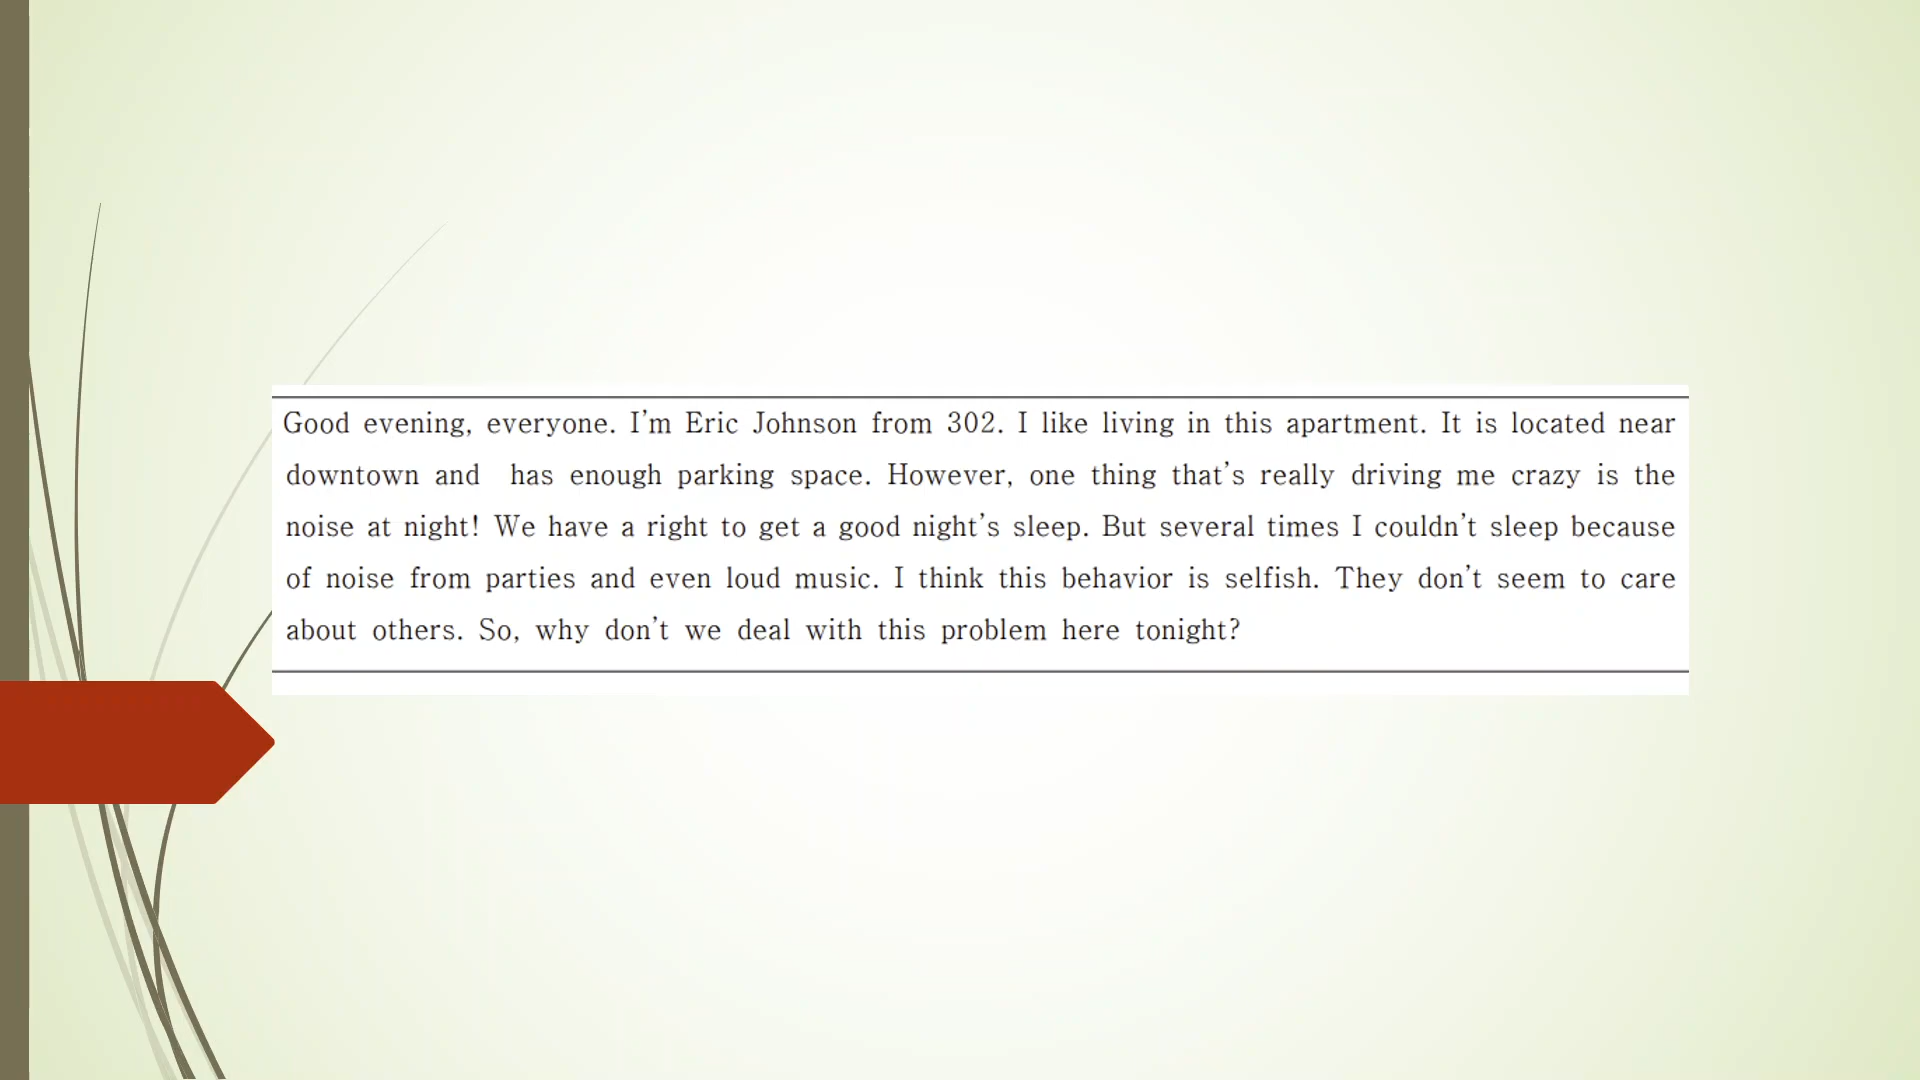 Good evening, everyone. I'm Eric Johnson from 302. I like living in this apartment. It is located near
downtown and has enough parking space. However, one thing that's really driving me crazy is the
noise at night! We have a right to get a good night's sleep. But several times I couldn't sleep because
of noise from parties and even loud music. I think this behavior is selfish. They don't seem to care
about others. So, why don't we deal with this problem here tonight?